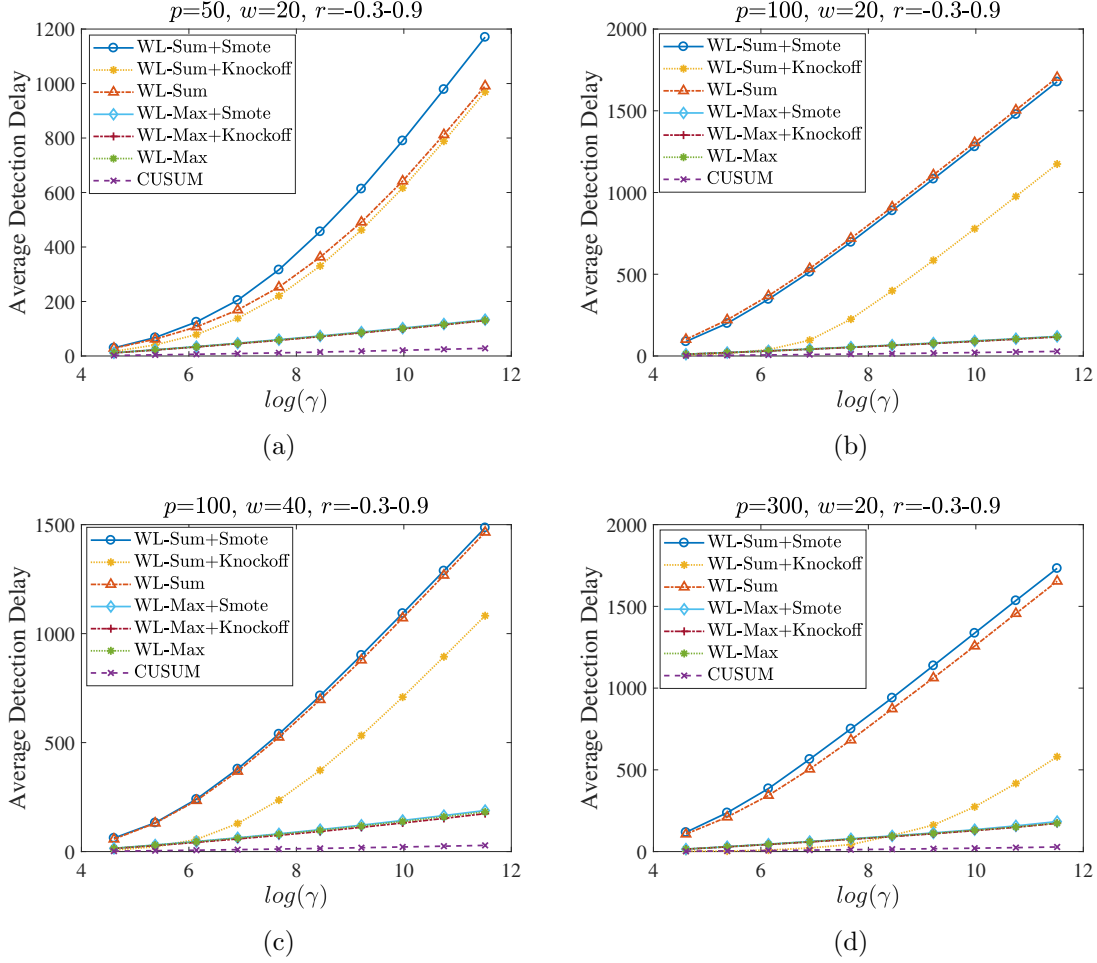 p=50, w=20, r=-0.3-0.9
1200
1000
800
600
400
200
0
Average Detection Delay
WL-Sum+Smote
WL-Sum+Knockoff
WL-Sum
WL-Max+Smote
WL-Max+Knockoff
WL-Max
CUSUM
4 6 8 10 12
log(γ)
(a)
p=100, w=20, r=-0.3-0.9
2000
1500
1000
500
0
Average Detection Delay
WL-Sum+Smote
WL-Sum+Knockoff
WL-Sum
WL-Max+Smote
WL-Max+Knockoff
WL-Max
CUSUM
4 6 8 10 12
log(γ)
(b)
p=100, w=40, r=-0.3-0.9
1500
1000
500
0
Average Detection Delay
WL-Sum+Smote
WL-Sum+Knockoff
WL-Sum
WL-Max+Smote
WL-Max+Knockoff
WL-Max
CUSUM
4 6 8 10 12
log(γ)
(c)
p=300, w=20, r=-0.3-0.9
2000
1500
1000
500
0
Average Detection Delay
WL-Sum+Smote
WL-Sum+Knockoff
WL-Sum
WL-Max+Smote
WL-Max+Knockoff
WL-Max
CUSUM
4 6 8 10 12
log(γ)
(d)